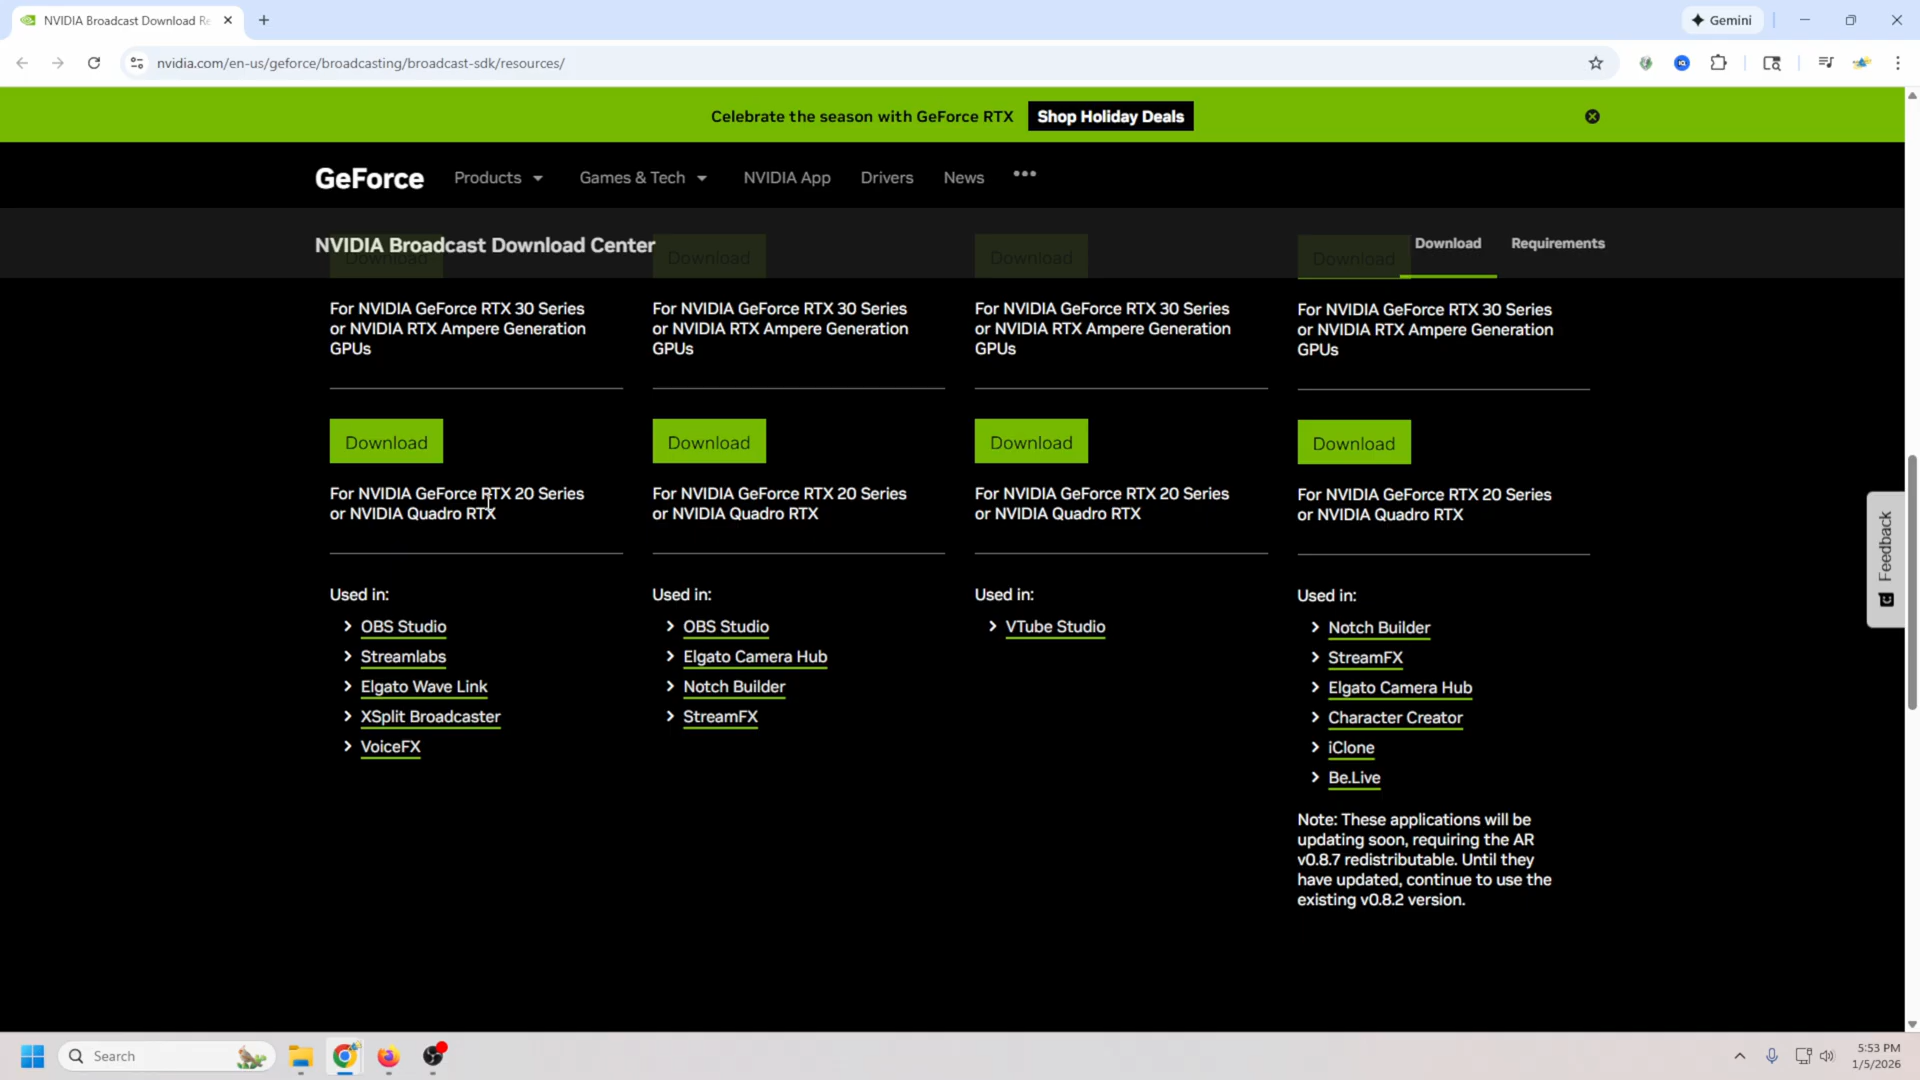 NVIDIA Broadcast Download Re
Gemini
nvidia.com/en-us/geforce/broadcasting/broadcast-sdk/resources/
Celebrate the season with GeForce RTX
Shop Holiday Deals
GeForce
Products
Games & Tech
NVIDIA App
Drivers
News
•••
NVIDIA Broadcast Download Center
Download
Requirements
Download
Download
Download
Download
For NVIDIA GeForce RTX 30 Series
or NVIDIA RTX Ampere Generation
GPUs
For NVIDIA GeForce RTX 30 Series
or NVIDIA RTX Ampere Generation
GPUs
For NVIDIA GeForce RTX 30 Series
or NVIDIA RTX Ampere Generation
GPUs
For NVIDIA GeForce RTX 30 Series
or NVIDIA RTX Ampere Generation
GPUs
Download
Download
Download
Download
For NVIDIA GeForce RTX 20 Series
or NVIDIA Quadro RTX
For NVIDIA GeForce RTX 20 Series
or NVIDIA Quadro RTX
For NVIDIA GeForce RTX 20 Series
or NVIDIA Quadro RTX
For NVIDIA GeForce RTX 20 Series
or NVIDIA Quadro RTX
Used in:
OBS Studio
Streamlabs
Elgato Wave Link
XSplit Broadcaster
VoiceFX
Used in:
OBS Studio
Elgato Camera Hub
Notch Builder
StreamFX
Used in:
VTube Studio
Used in:
Notch Builder
StreamFX
Elgato Camera Hub
Character Creator
iClone
Be.Live
Note: These applications will be
updating soon, requiring the AR
v0.8.7 redistributable. Until they
have updated, continue to use the
existing v0.8.2 version.
Feedback
Search
5:53 PM
1/5/2026